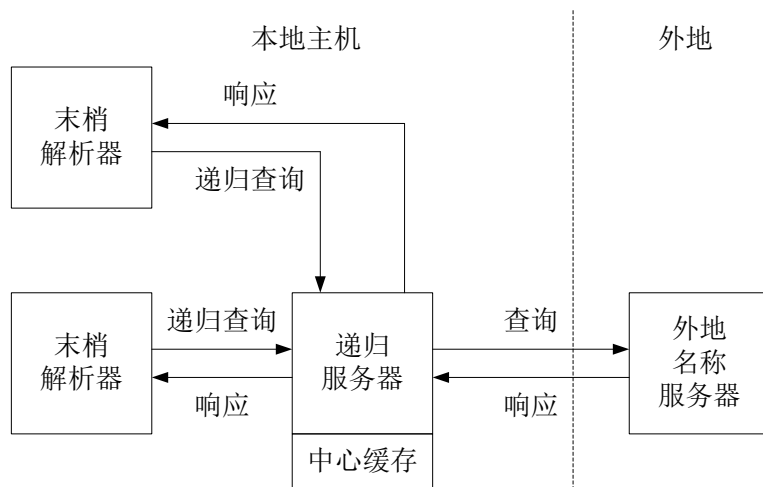 本地主机
外地
响应
末梢
解析器
递归查询
末梢
解析器
递归查询
响应
递归
服务器
中心缓存
查询
响应
外地
名称
服务器